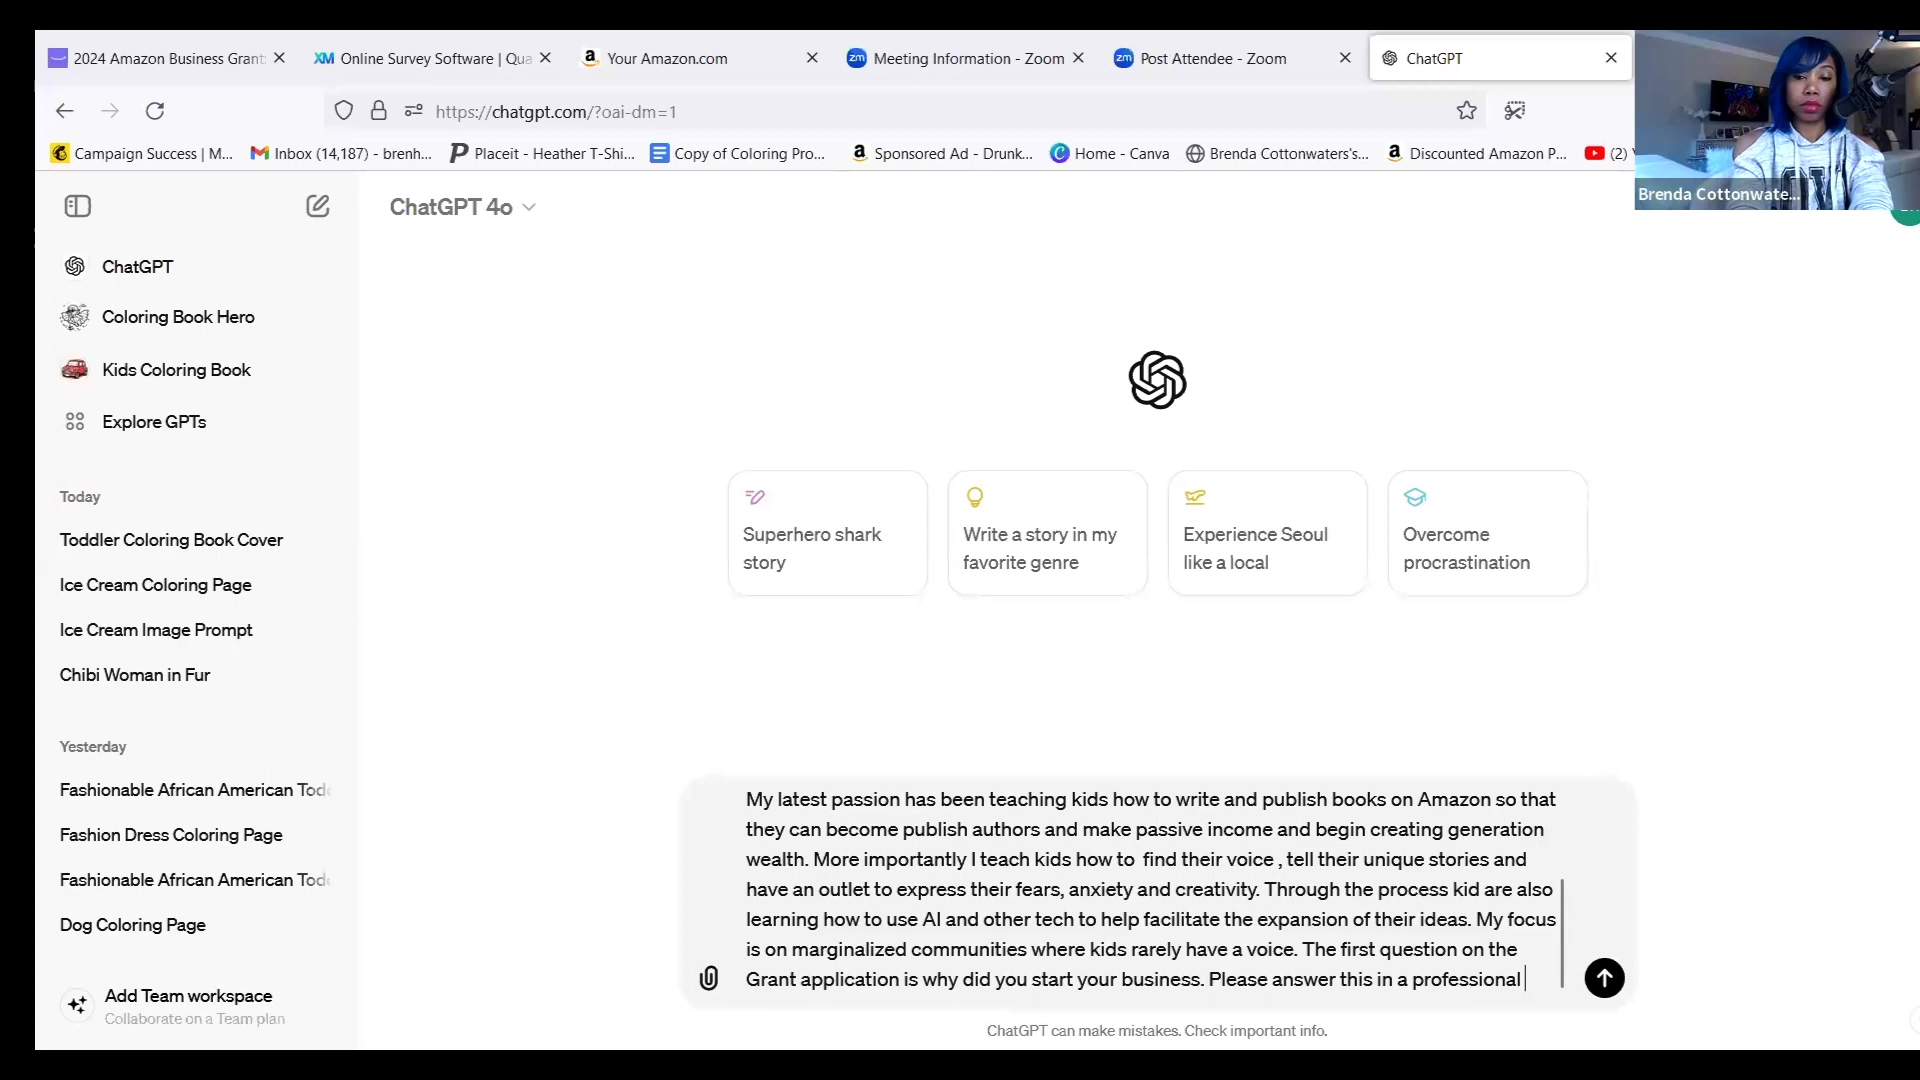 2024 Amazon Business Grant
XM Online Survey Software | Qua
Your Amazon.com
zm Meeting Information - Zoom
zm Post Attendee - Zoom
ChatGPT
https://chatgpt.com/?oai-dm=1
Campaign Success | M...
Inbox (14,187) - brenh...
Placeit - Heather T-Shi...
Copy of Coloring Pro...
Sponsored Ad - Drunk...
Home - Canva
Brenda Cottonwaters's...
Discounted Amazon P...
(2)
Brenda Cottonwate...
ChatGPT 4o
ChatGPT
Coloring Book Hero
Kids Coloring Book
Explore GPTs
Today
Toddler Coloring Book Cover
Ice Cream Coloring Page
Ice Cream Image Prompt
Chibi Woman in Fur
Yesterday
Fashionable African American Todd
Fashion Dress Coloring Page
Fashionable African American Todd
Dog Coloring Page
Add Team workspace
Collaborate on a Team plan
Superhero shark
story
Write a story in my
favorite genre
Experience Seoul
like a local
Overcome
procrastination
My latest passion has been teaching kids how to write and publish books on Amazon so that
they can become publish authors and make passive income and begin creating generation
wealth. More importantly I teach kids how to find their voice , tell their unique stories and
have an outlet to express their fears, anxiety and creativity. Through the process kid are also
learning how to use AI and other tech to help facilitate the expansion of their ideas. My focus
is on marginalized communities where kids rarely have a voice. The first question on the
Grant application is why did you start your business. Please answer this in a professional
ChatGPT can make mistakes. Check important info.